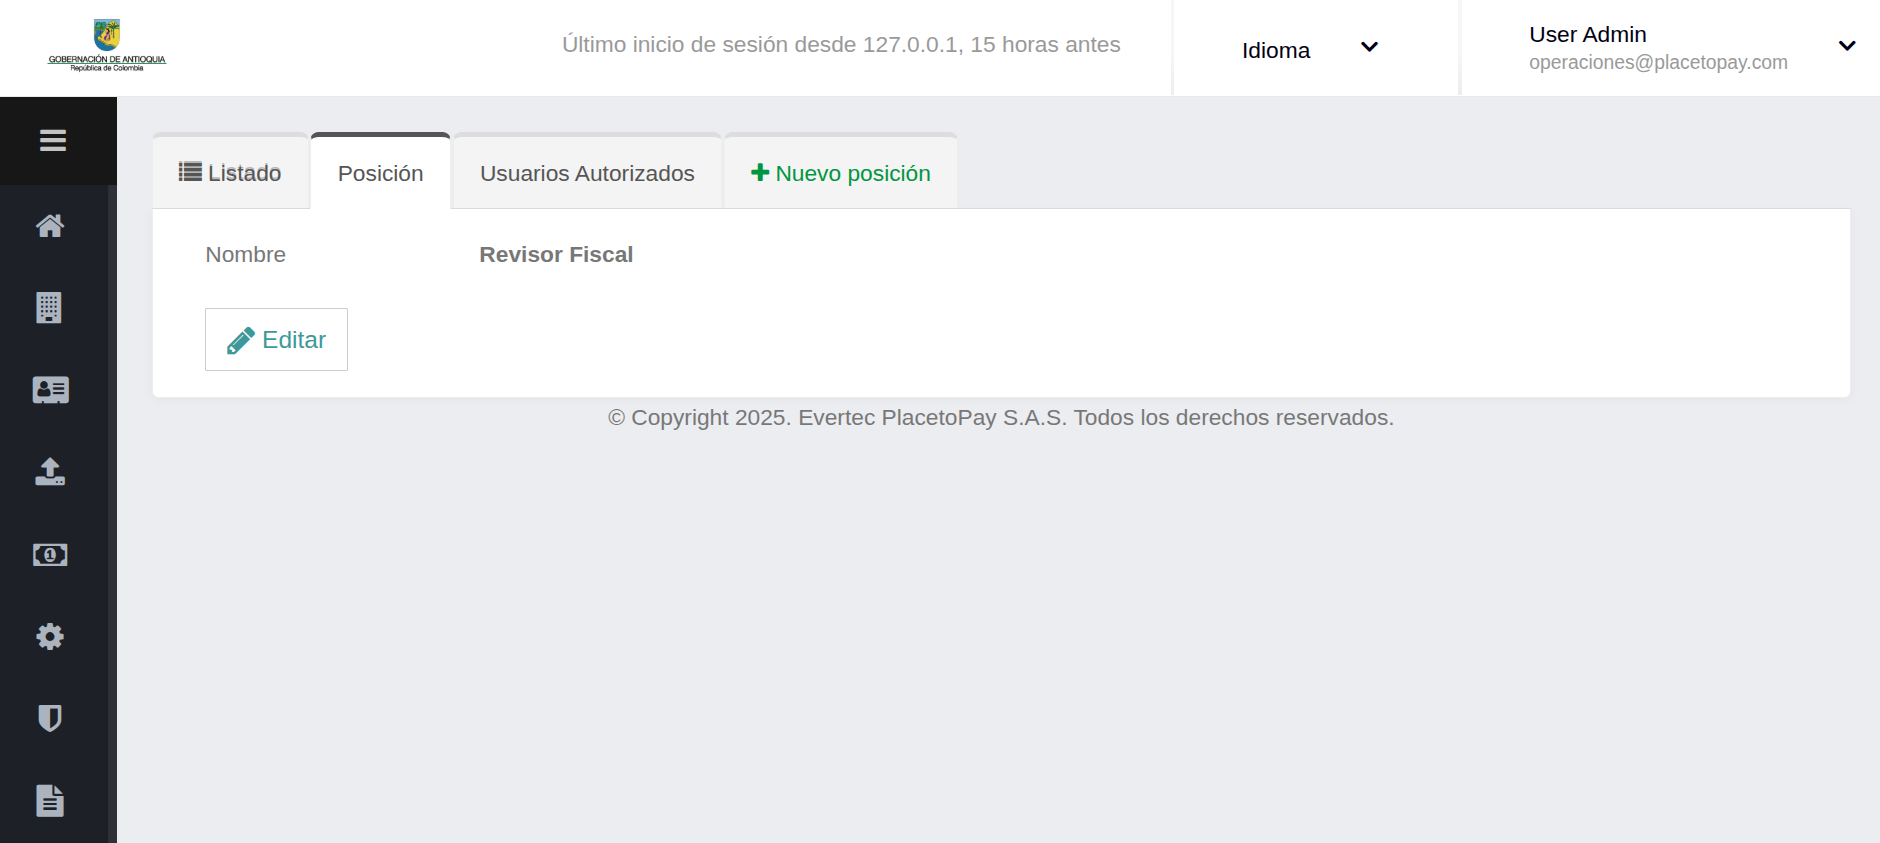 GOBERNACIÓN DE ANTIOQUIA
República de Colombia
Último inicio de sesión desde 127.0.0.1, 15 horas antes
Idioma
User Admin
operaciones@placetopay.com
Listado
Posición
Usuarios Autorizados
Nuevo posición
Nombre
Revisor Fiscal
Editar
© Copyright 2025. Evertec PlacetoPay S.A.S. Todos los derechos reservados.